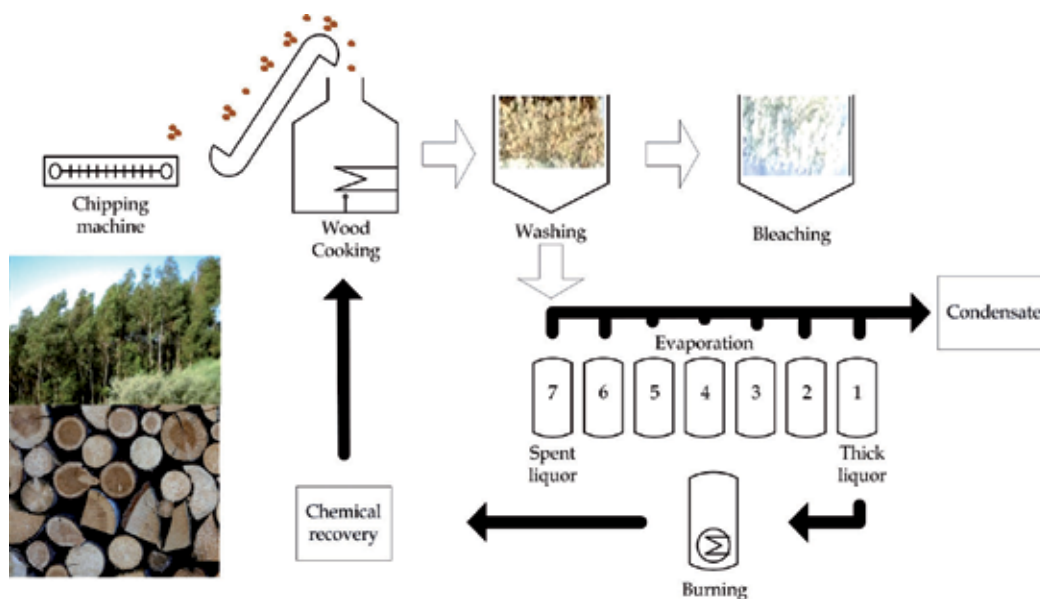 Chipping
machine
Wood
Cooking
Washing
Bleaching
Condensate
Evaporation
7 6 5 4 3 2 1
Spent
liquor
Thick
liquor
Chemical
recovery
Burning